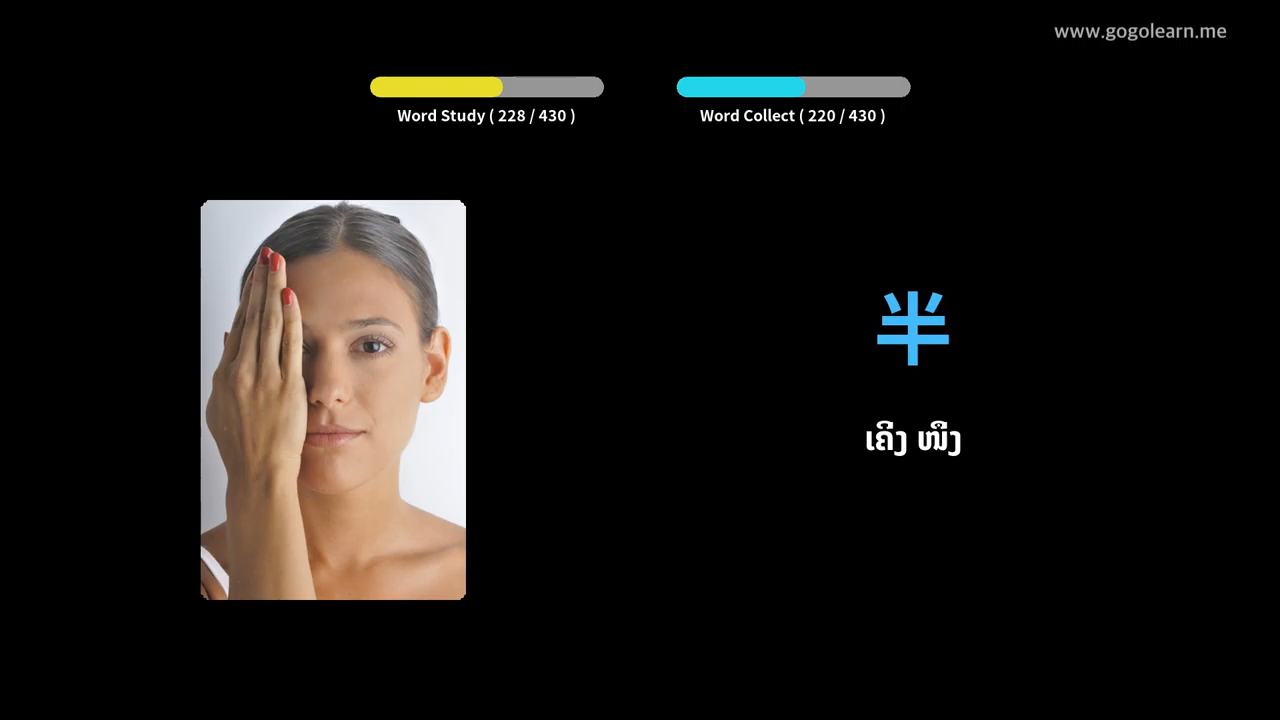 www.gogolearn.me
Word Study ( 228 / 430 )
Word Collect ( 220 / 430 )
半
ເຄີງ ໜຶງ